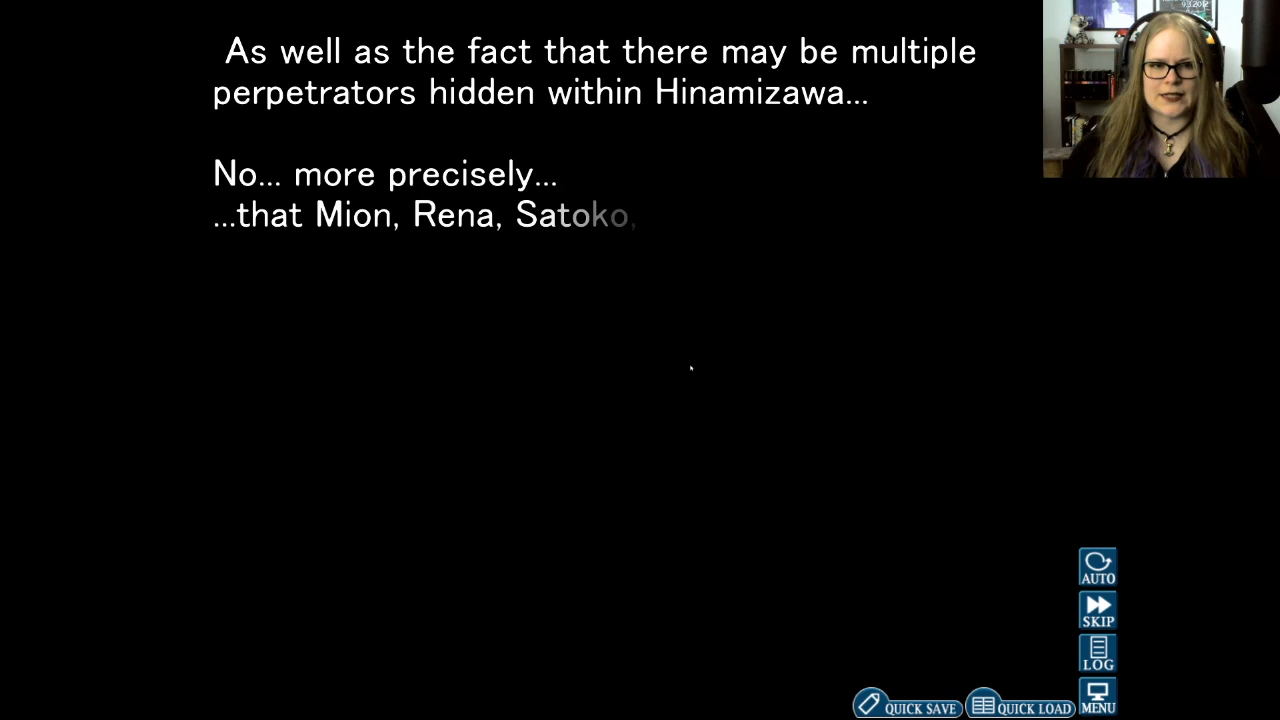 As well as the fact that there may be multiple
perpetrators hidden within Hinamizawa...
No... more precisely...
...that Mion, Rena, Satoko,
AUTO
SKIP
LOG
QUICK SAVE
QUICK LOAD
MENU